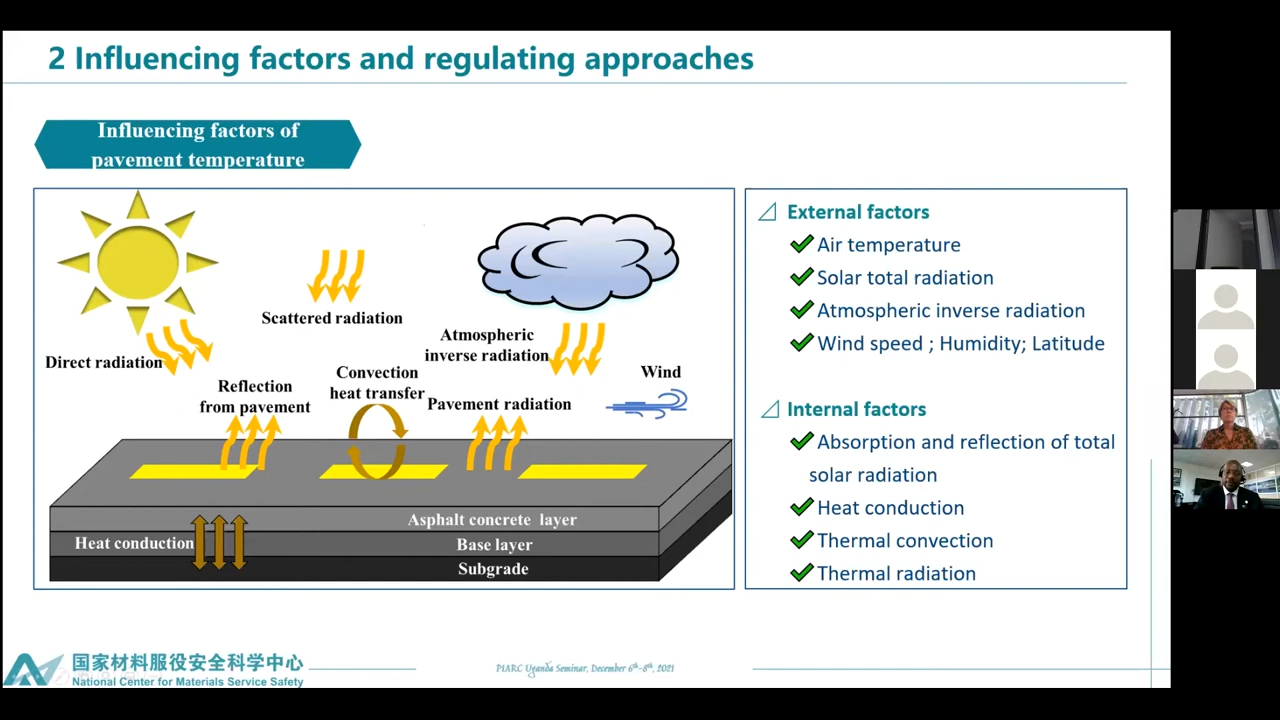 2 Influencing factors and regulating approaches
Influencing factors of
pavement temperature
Scattered radiation
Direct radiation
Atmospheric
inverse radiation
Reflection
from pavement
Convection
heat transfer
Pavement radiation
Wind
Asphalt concrete layer
Heat conduction
Base layer
Subgrade
External factors
Air temperature
Solar total radiation
Atmospheric inverse radiation
Wind speed ; Humidity; Latitude
Internal factors
Absorption and reflection of total
solar radiation
Heat conduction
Thermal convection
Thermal radiation
国家材料服役安全科学中心
National Center for Materials Service Safety
PIARC Uganda Seminar, December 6th-8th, 2021